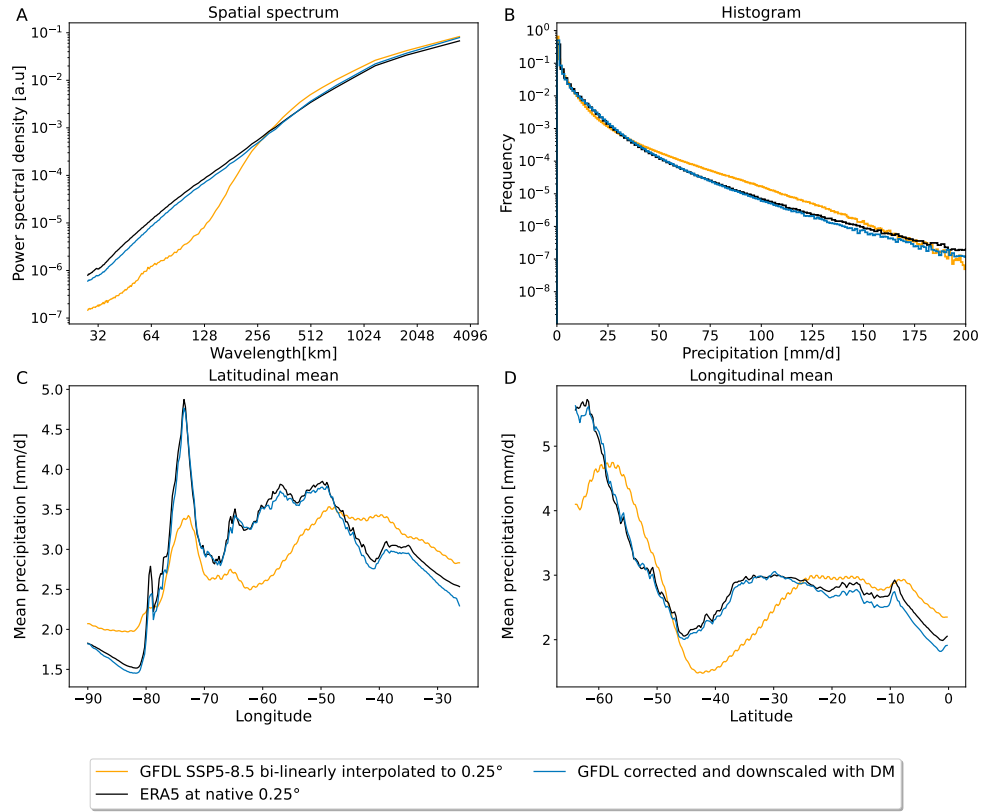 A
Spatial spectrum
Power spectral density [a.u]
10⁻¹
10⁻²
10⁻³
10⁻⁴
10⁻⁵
10⁻⁶
10⁻⁷
32 64 128 256 512 1024 2048 4096
Wavelength[km]
B
Histogram
Frequency
10⁰
10⁻¹
10⁻²
10⁻³
10⁻⁴
10⁻⁵
10⁻⁶
10⁻⁷
10⁻⁸
0 25 50 75 100 125 150 175 200
Precipitation [mm/d]
C
Latitudinal mean
Mean precipitation [mm/d]
5.0
4.5
4.0
3.5
3.0
2.5
2.0
1.5
−90 −80 −70 −60 −50 −40 −30
Longitude
D
Longitudinal mean
Mean precipitation [mm/d]
5
4
3
2
−60 −50 −40 −30 −20 −10 0
Latitude
GFDL SSP5-8.5 bi-linearly interpolated to 0.25°
ERA5 at native 0.25°
GFDL corrected and downscaled with DM